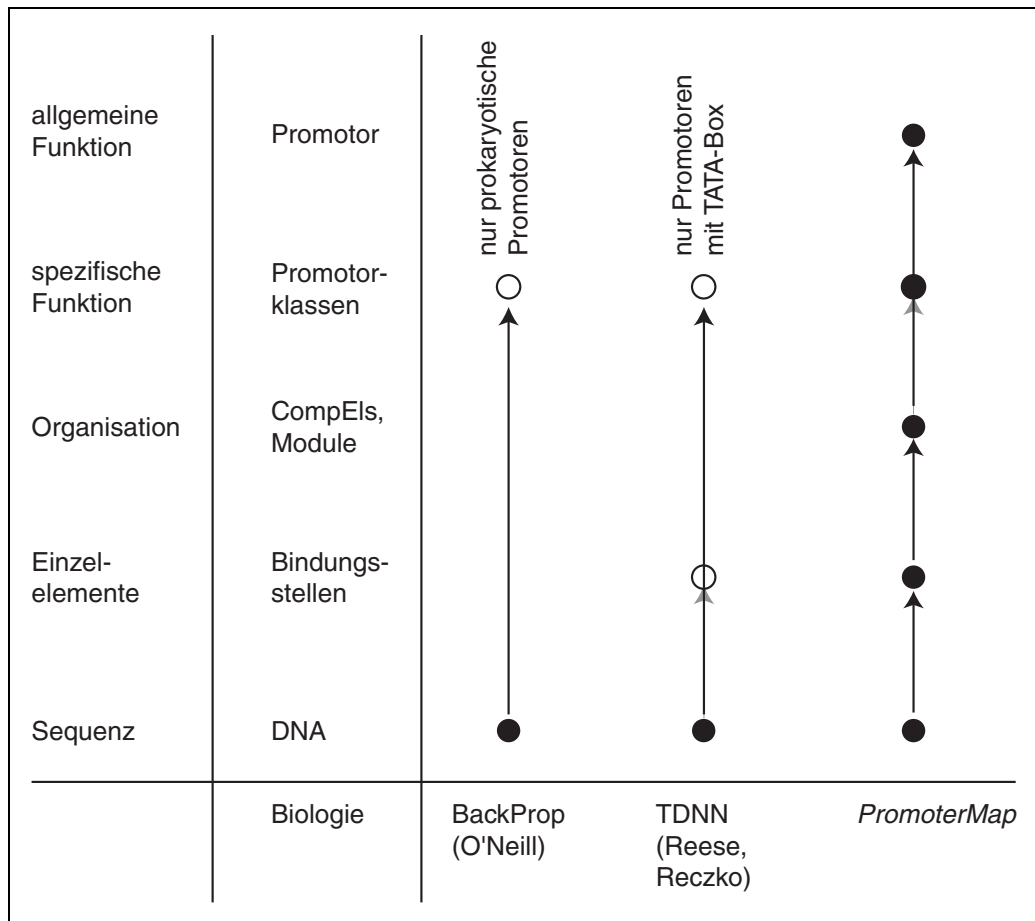 allgemeine
Funktion
Promotor
nur prokaryotische
Promotoren
nur Promotoren
mit TATA-Box
spezifische
Funktion
Promotor-
klassen
Organisation
CompEls,
Module
Einzel-
elemente
Bindungs-
stellen
Sequenz
DNA
Biologie
BackProp
(O'Neill)
TDNN
(Reese,
Reczko)
PromoterMap